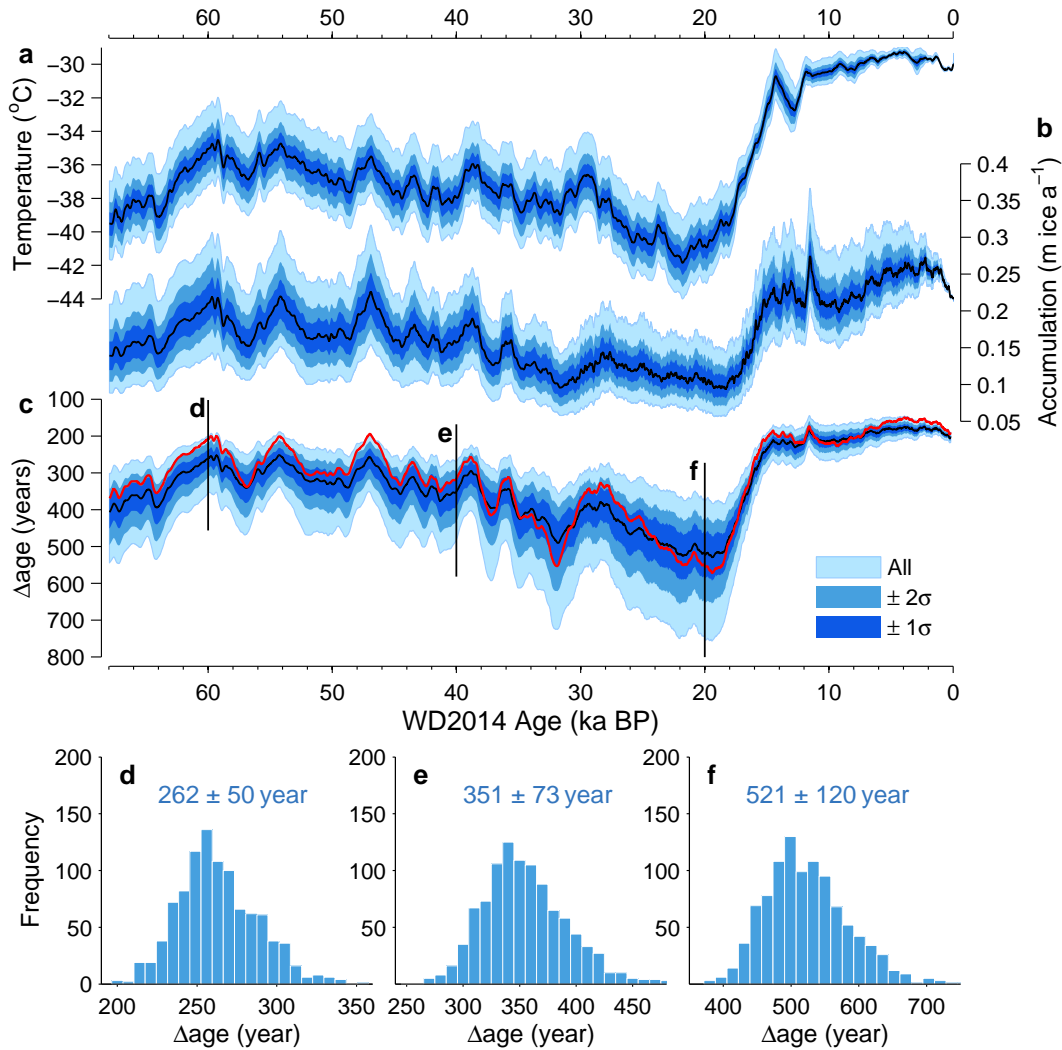 60 50 40 30 20 10 0
a
−30
−32
−34
−36
−38
−40
−42
−44
Temperature (°C)
b
0.4
0.35
0.3
0.25
0.2
0.15
0.1
0.05
Accumulation (m ice a⁻¹)
c
100
200
300
400
500
600
700
800
Δage (years)
d
e
f
All
± 2σ
± 1σ
60 50 40 30 20 10 0
WD2014 Age (ka BP)
d
262 ± 50 year
200
150
100
50
0
Frequency
200 250 300 350
Δage (year)
e
351 ± 73 year
200
150
100
50
0
250 300 350 400 450
Δage (year)
f
521 ± 120 year
200
150
100
50
0
400 500 600 700
Δage (year)